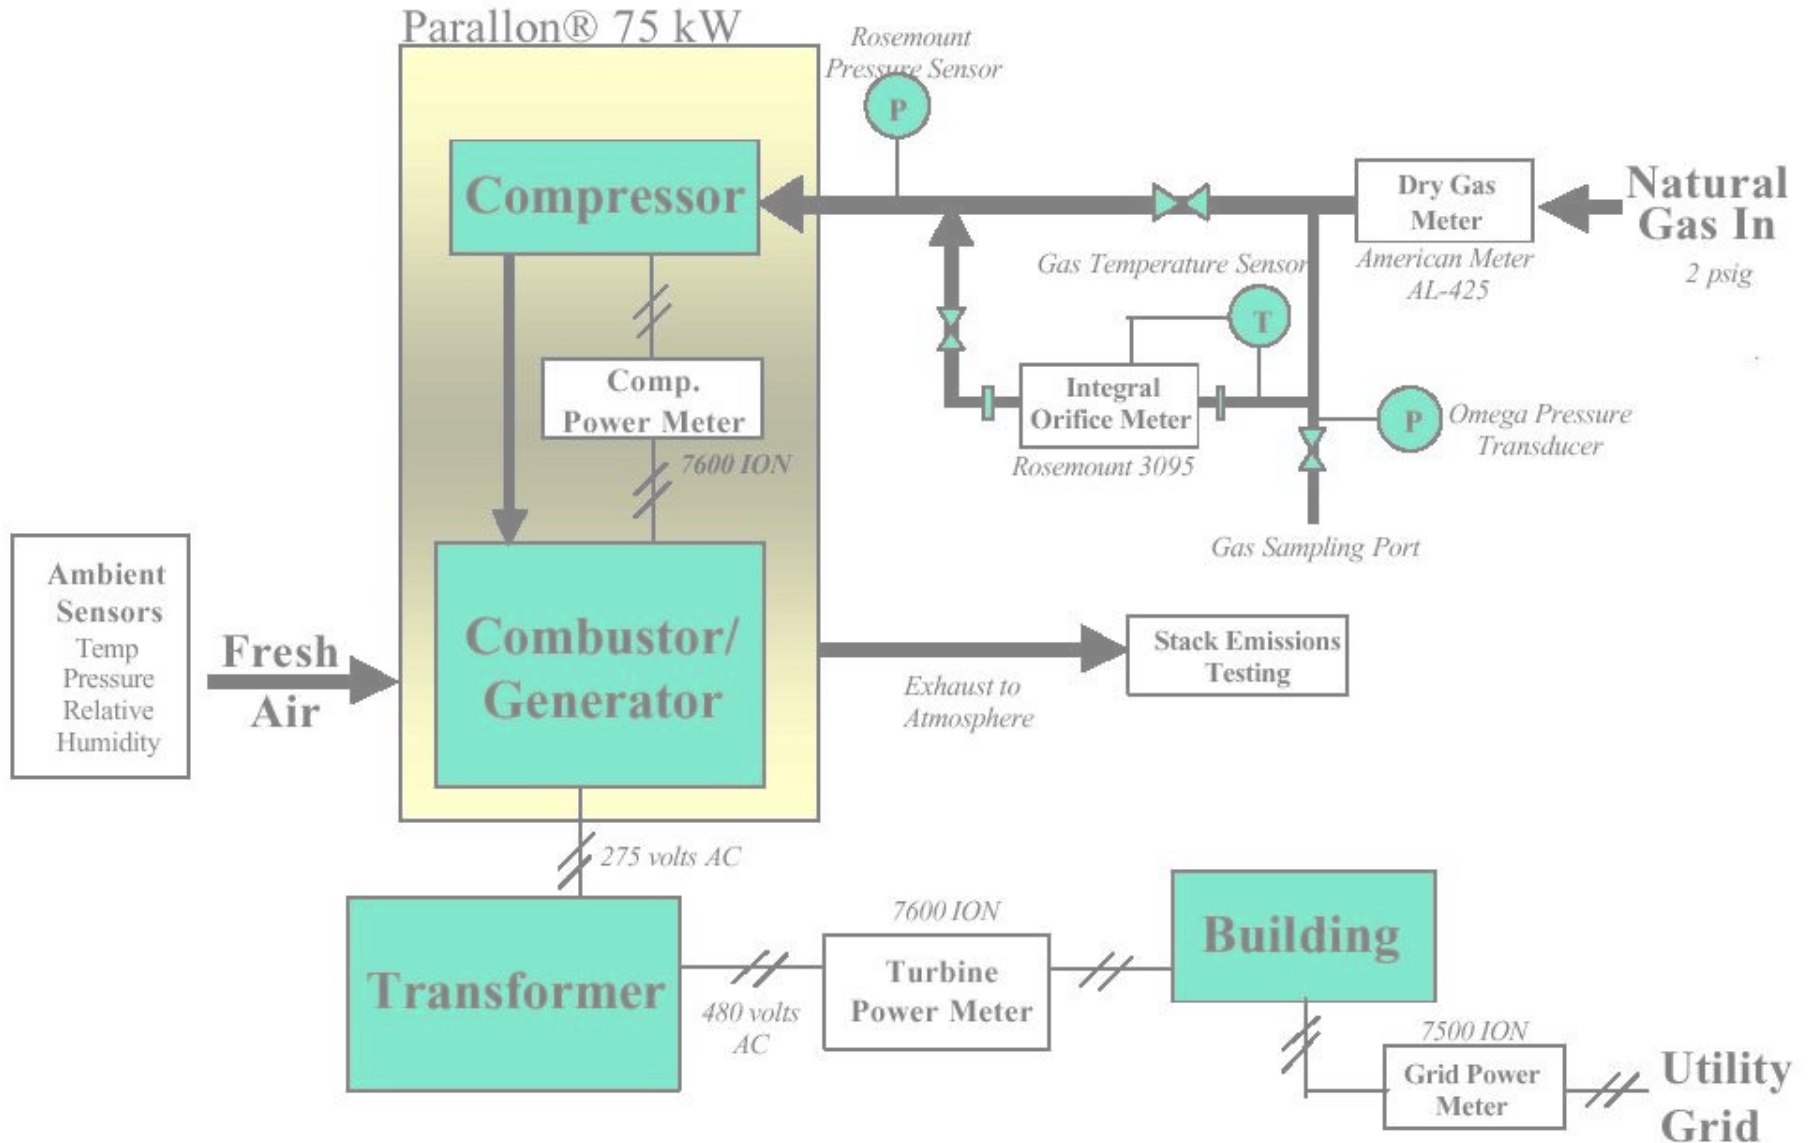 Parallon® 75 kW
Rosemount
Pressure Sensor
P
Compressor
Dry Gas
Meter
American Meter
AL-425
Natural
Gas In
2 psig
Gas Temperature Sensor
T
Comp.
Power Meter
7600 ION
Integral
Orifice Meter
Rosemount 3095
P
Omega Pressure
Transducer
Gas Sampling Port
Ambient
Sensors
Temp
Pressure
Relative
Humidity
Fresh
Air
Combustor/
Generator
Exhaust to
Atmosphere
Stack Emissions
Testing
275 volts AC
Transformer
480 volts
AC
7600 ION
Turbine
Power Meter
Building
7500 ION
Grid Power
Meter
Utility
Grid